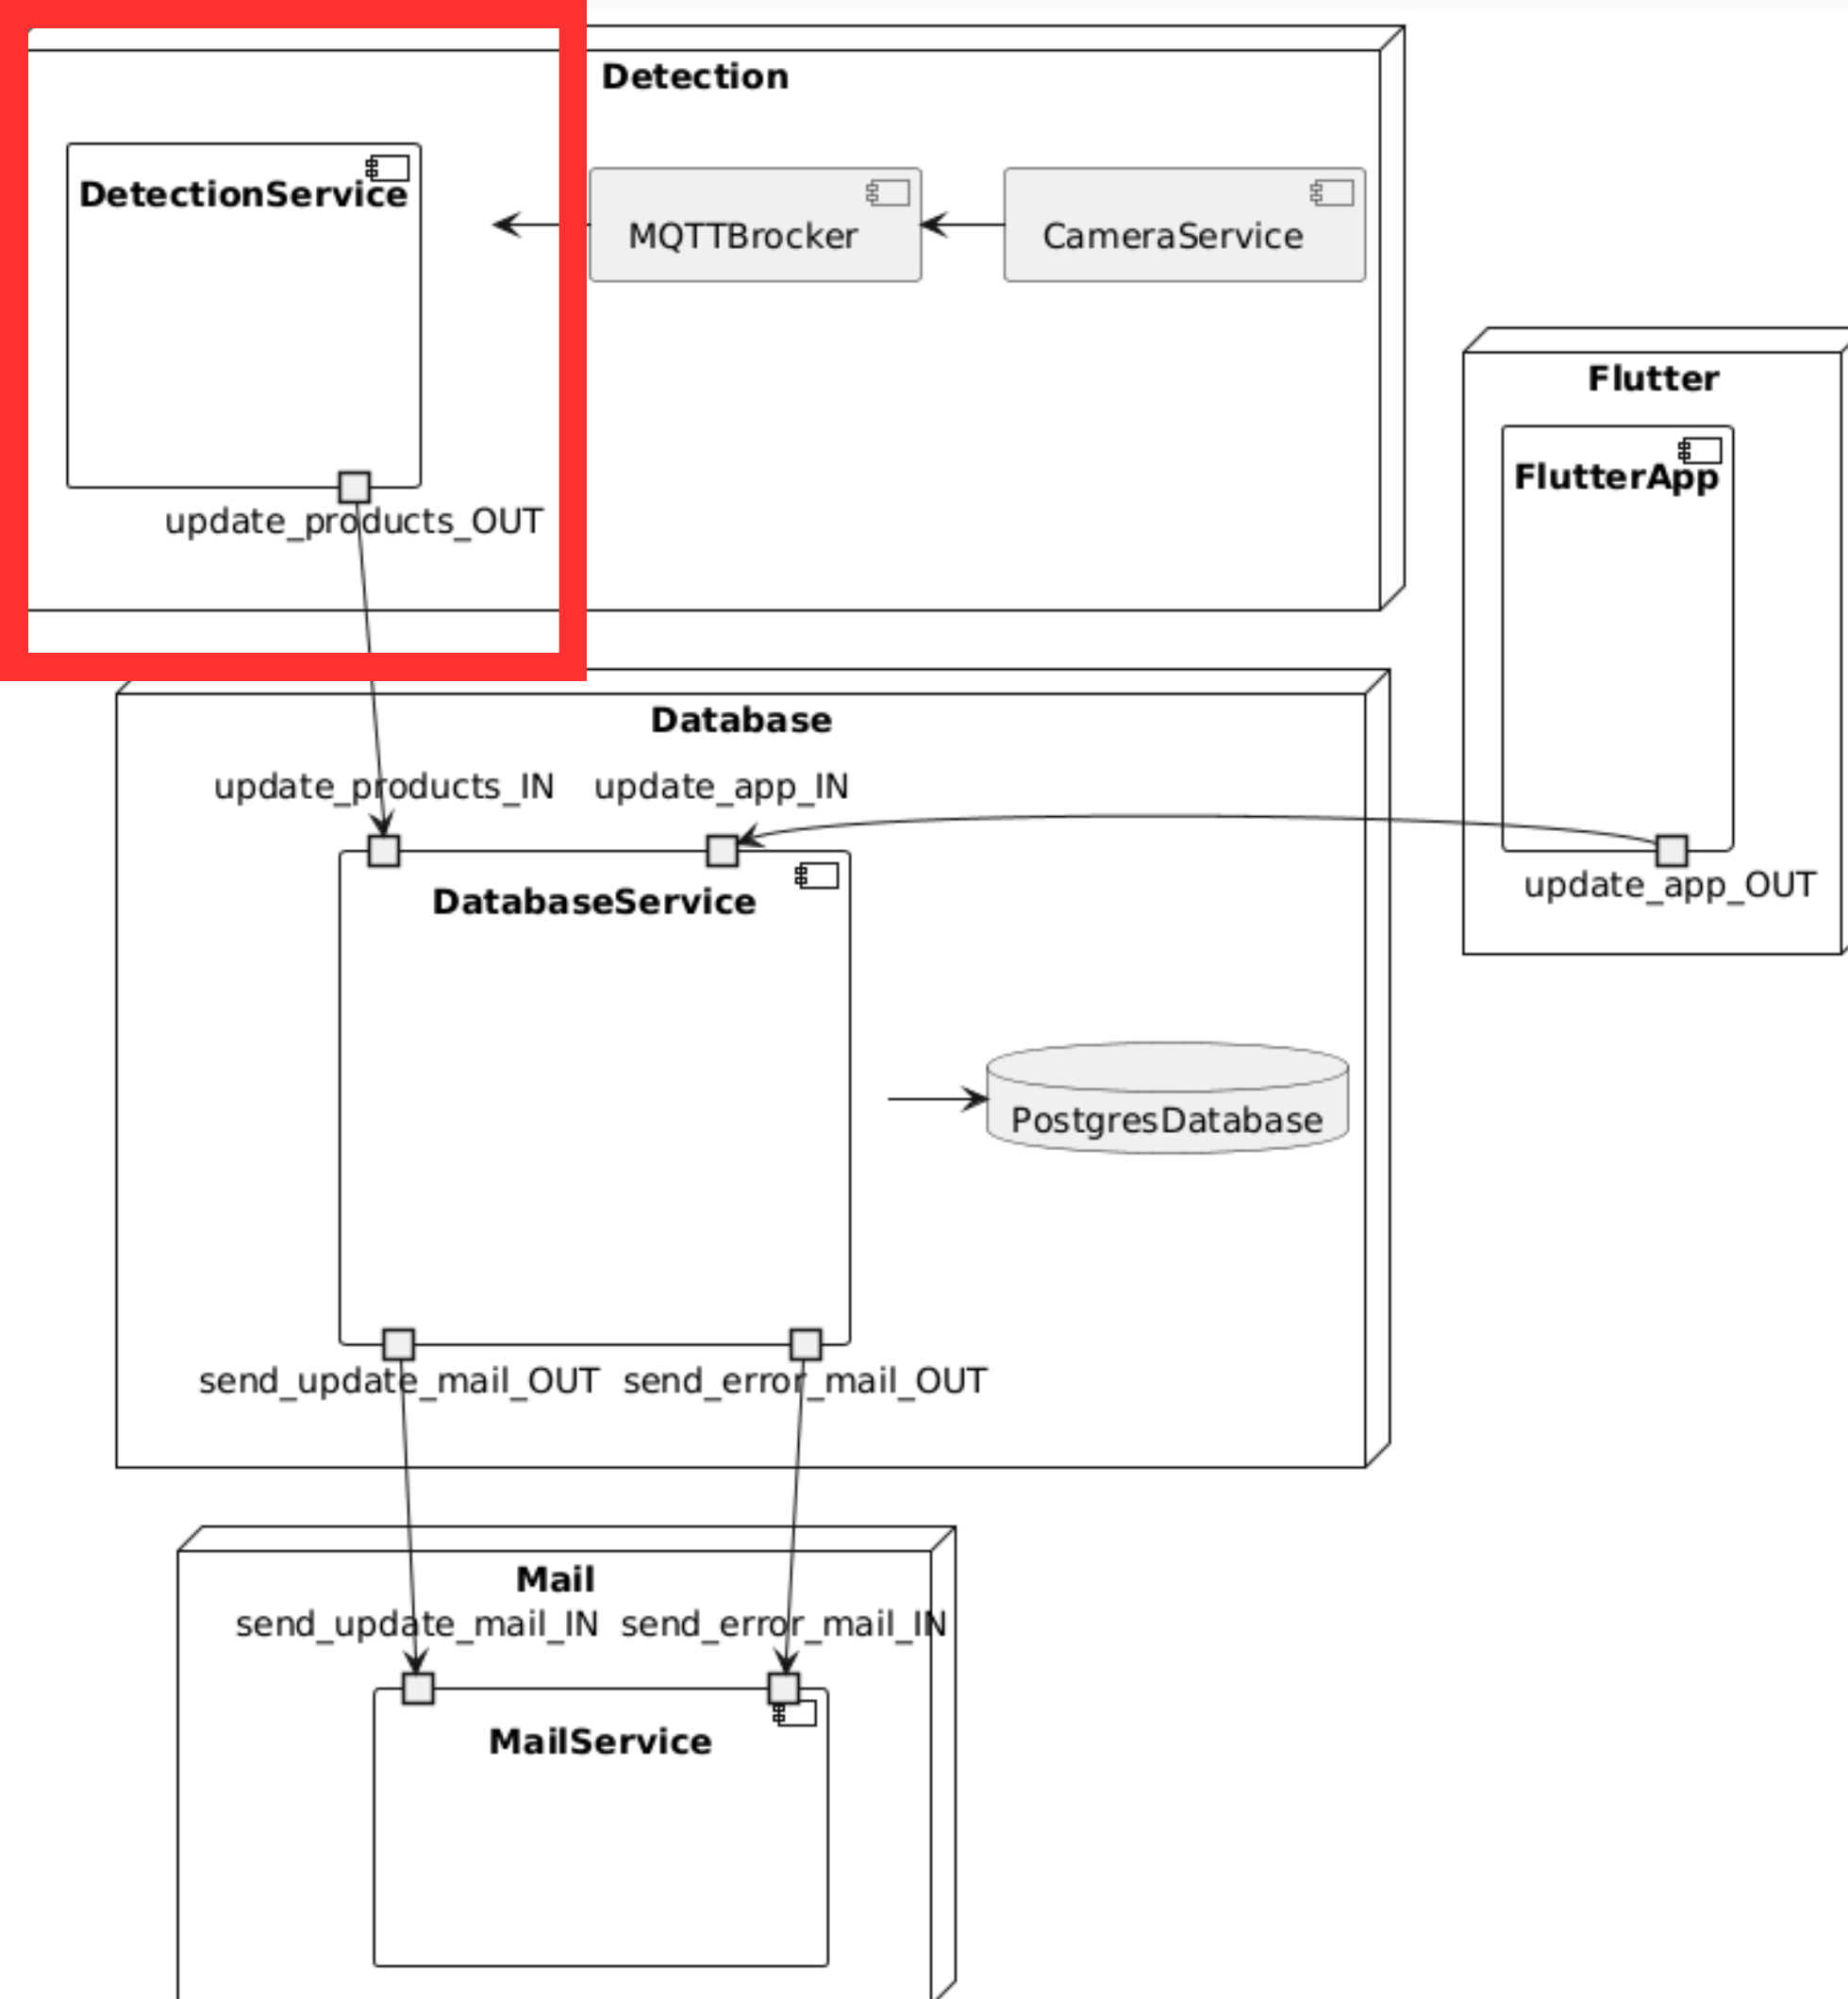 Detection
DetectionService
MQTTBrocker
CameraService
update_products_OUT
Flutter
FlutterApp
update_app_OUT
Database
update_products_IN
update_app_IN
DatabaseService
PostgresDatabase
send_update_mail_OUT
send_error_mail_OUT
Mail
send_update_mail_IN
send_error_mail_IN
MailService